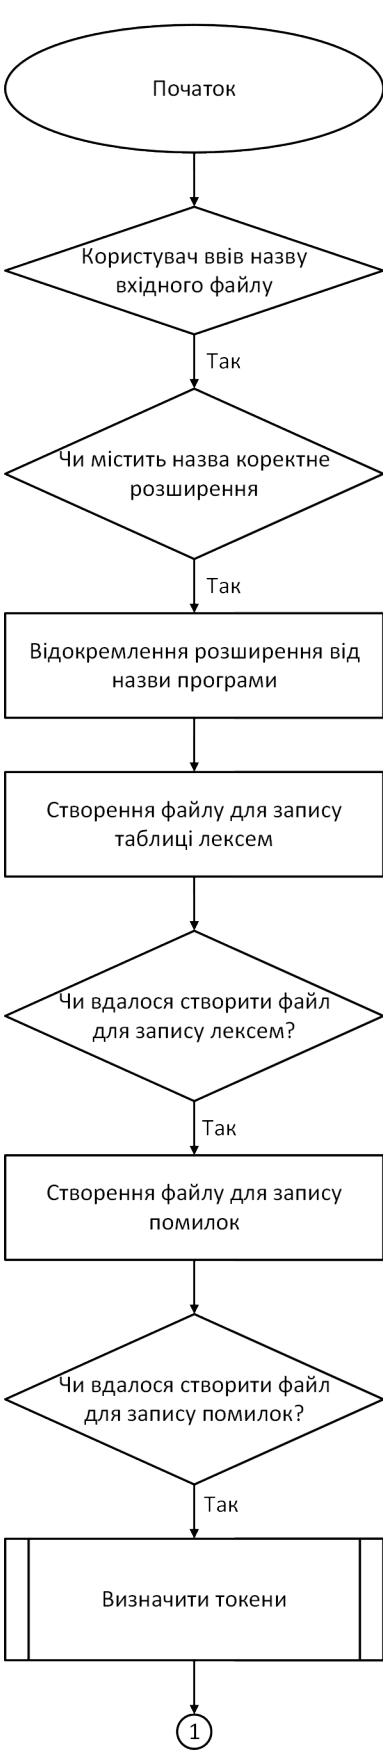 Початок
Користувач ввів назву
вхідного файлу
Так
Чи містить назва коректне
розширення
Так
Відокремлення розширення від
назви програми
Створення файлу для запису
таблиці лексем
Чи вдалося створити файл
для запису лексем?
Так
Створення файлу для запису
помилок
Чи вдалося створити файл
для запису помилок?
Так
Визначити токени
1